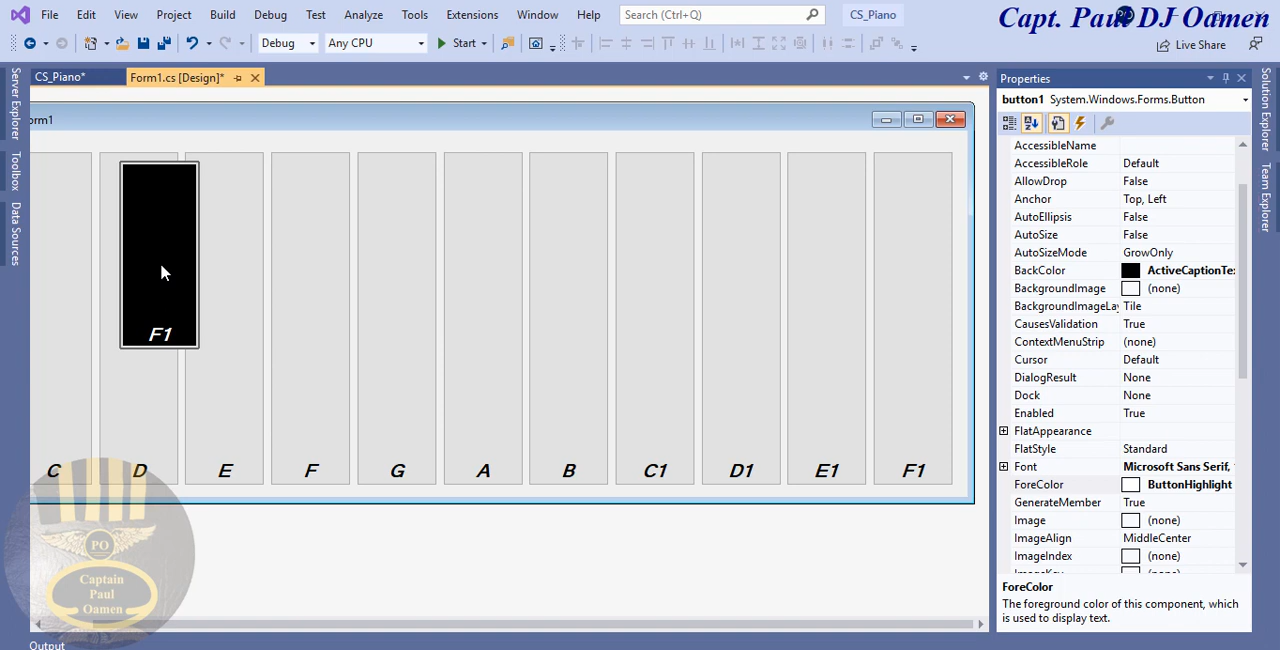 File Edit View Project Build Debug Test Analyze Tools Extensions Window Help Search (Ctrl+Q) CS_Piano
Capt. Paul DJ Oamen
PO
Debug Any CPU Start Live Share
Server Explorer
Toolbox
Data Sources
CS_Piano* Form1.cs [Design]*
orm1
F1
C D E F G A B C1 D1 E1 F1
PO
Captain
Paul
Oamen
Output
Properties
button1 System.Windows.Forms.Button
AccessibleName
AccessibleRole Default
AllowDrop False
Anchor Top, Left
AutoEllipsis False
AutoSize False
AutoSizeMode GrowOnly
BackColor ActiveCaptionTe
BackgroundImage (none)
BackgroundImageLay Tile
CausesValidation True
ContextMenuStrip (none)
Cursor Default
DialogResult None
Dock None
Enabled True
FlatAppearance
FlatStyle Standard
Font Microsoft Sans Serif,
ForeColor ButtonHighlight
GenerateMember True
Image (none)
ImageAlign MiddleCenter
ImageIndex (none)
ForeColor
The foreground color of this component, which
is used to display text.
Solution Explorer
Team Explorer